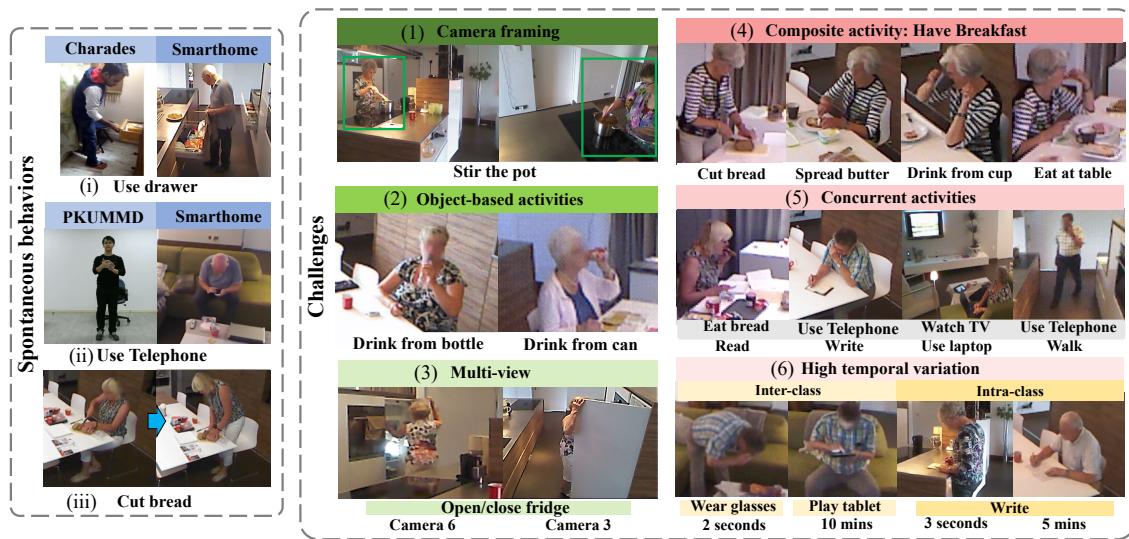 Spontaneous behaviors
Charades
Smarthome
(i) Use drawer
PKUMMD
Smarthome
(ii) Use Telephone
(iii) Cut bread
Challenges
(1) Camera framing
Stir the pot
(2) Object-based activities
Drink from bottle
Drink from can
(3) Multi-view
Open/close fridge
Camera 6
Camera 3
(4) Composite activity: Have Breakfast
Cut bread
Spread butter
Drink from cup
Eat at table
(5) Concurrent activities
Eat bread
Read
Use Telephone
Write
Watch TV
Use laptop
Use Telephone
Walk
(6) High temporal variation
Inter-class
Intra-class
Wear glasses
2 seconds
Play tablet
10 mins
Write
3 seconds
5 mins